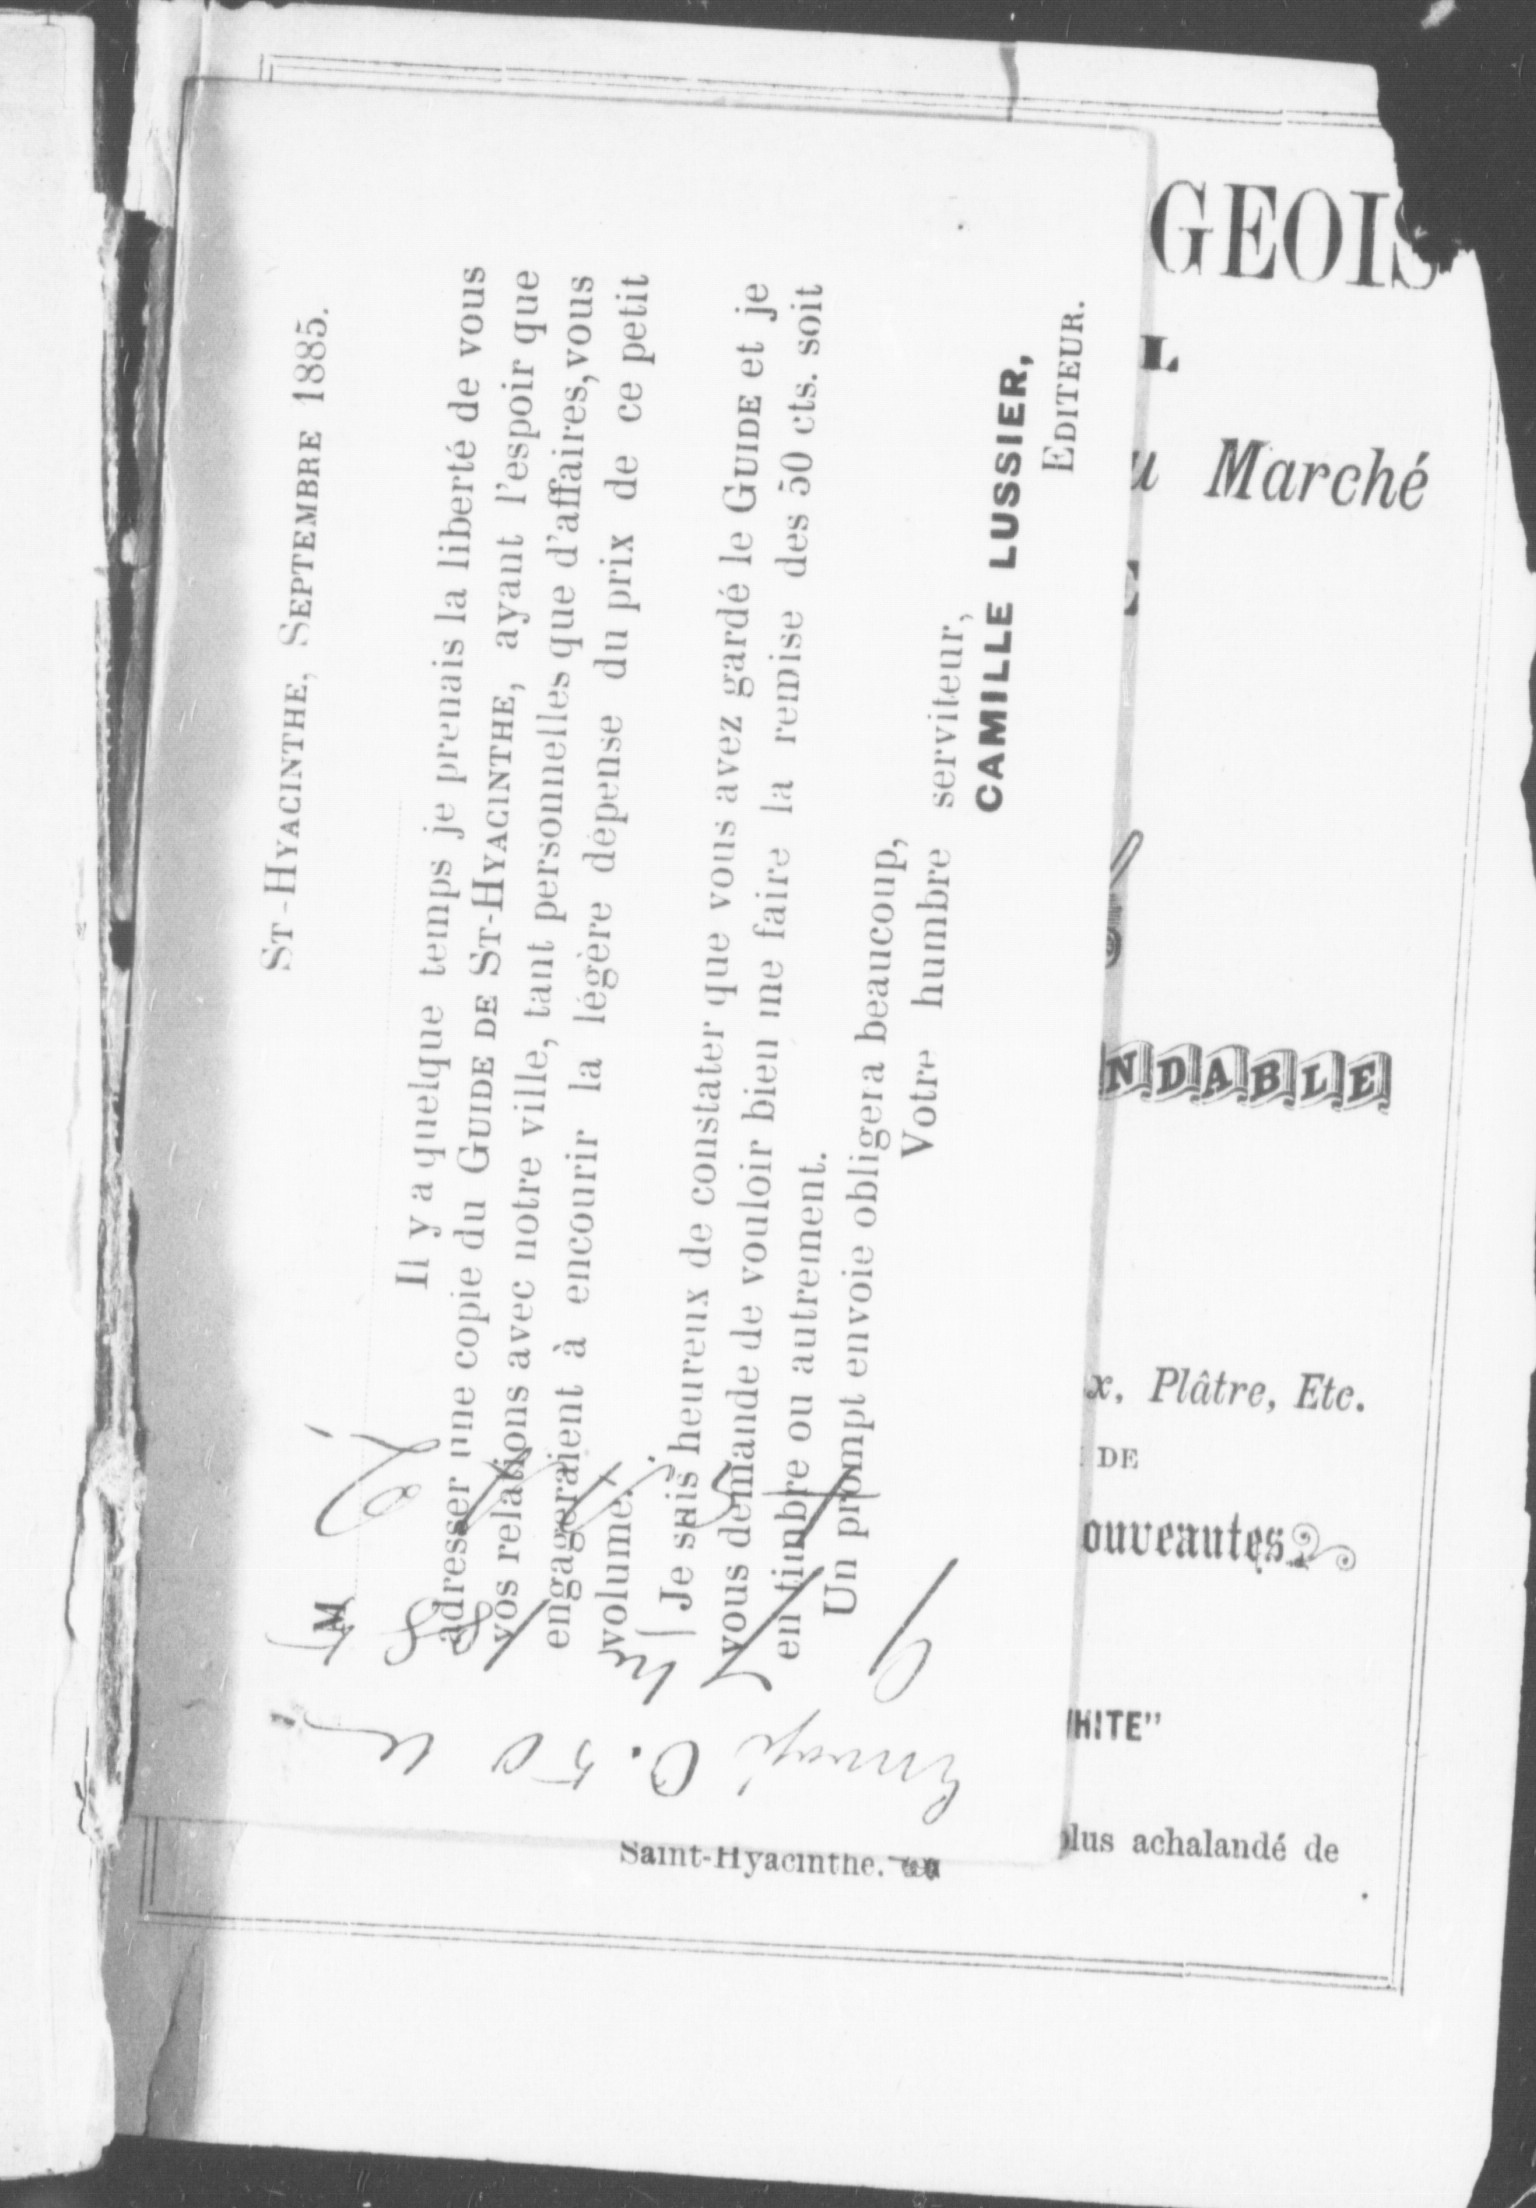 ST-HYACINTHE, SEPTEMBRE 1885.
M
Il y a quelque temps je prenais la liberté de vous
adresser une copie du GUIDE DE ST-HYACINTHE, ayant l'espoir que
vos relations avec notre ville, tant personnelles que d'affaires, vous
engageraient à encourir la légère dépense du prix de ce petit
volume.
Je suis heureux de constater que vous avez gardé le GUIDE et je
vous demande de vouloir bien me faire la remise des 50 cts. soit
en timbre ou autrement.
Un prompt envoie obligera beaucoup,
Votre humbre serviteur,
CAMILLE LUSSIER,
EDITEUR.
0.50
GEOIS
L
u Marché
E
NDABLE
x, Plâtre, Etc.
DE
ouveautes
HITE"
plus achalandé de
Saint-Hyacinthe.